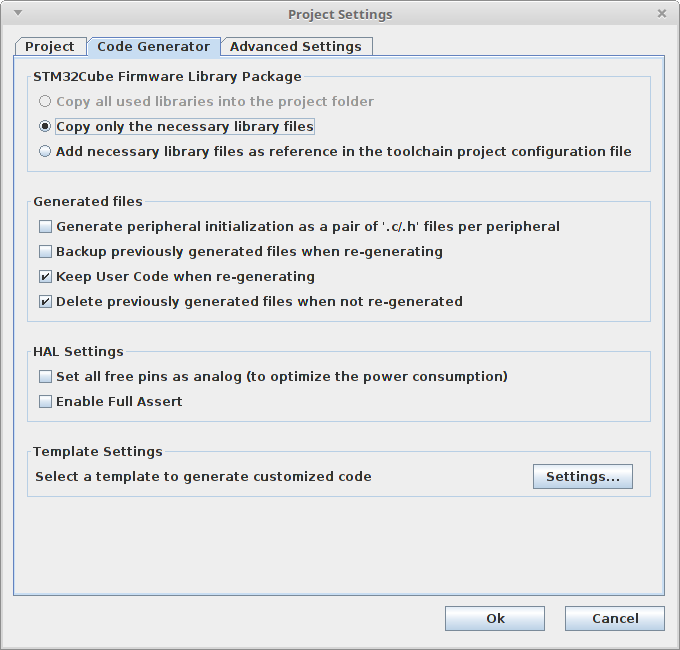 Project Settings
Project
Code Generator
Advanced Settings
STM32Cube Firmware Library Package
Copy all used libraries into the project folder
Copy only the necessary library files
Add necessary library files as reference in the toolchain project configuration file
Generated files
Generate peripheral initialization as a pair of '.c/.h' files per peripheral
Backup previously generated files when re-generating
Keep User Code when re-generating
Delete previously generated files when not re-generated
HAL Settings
Set all free pins as analog (to optimize the power consumption)
Enable Full Assert
Template Settings
Select a template to generate customized code
Settings...
Ok
Cancel